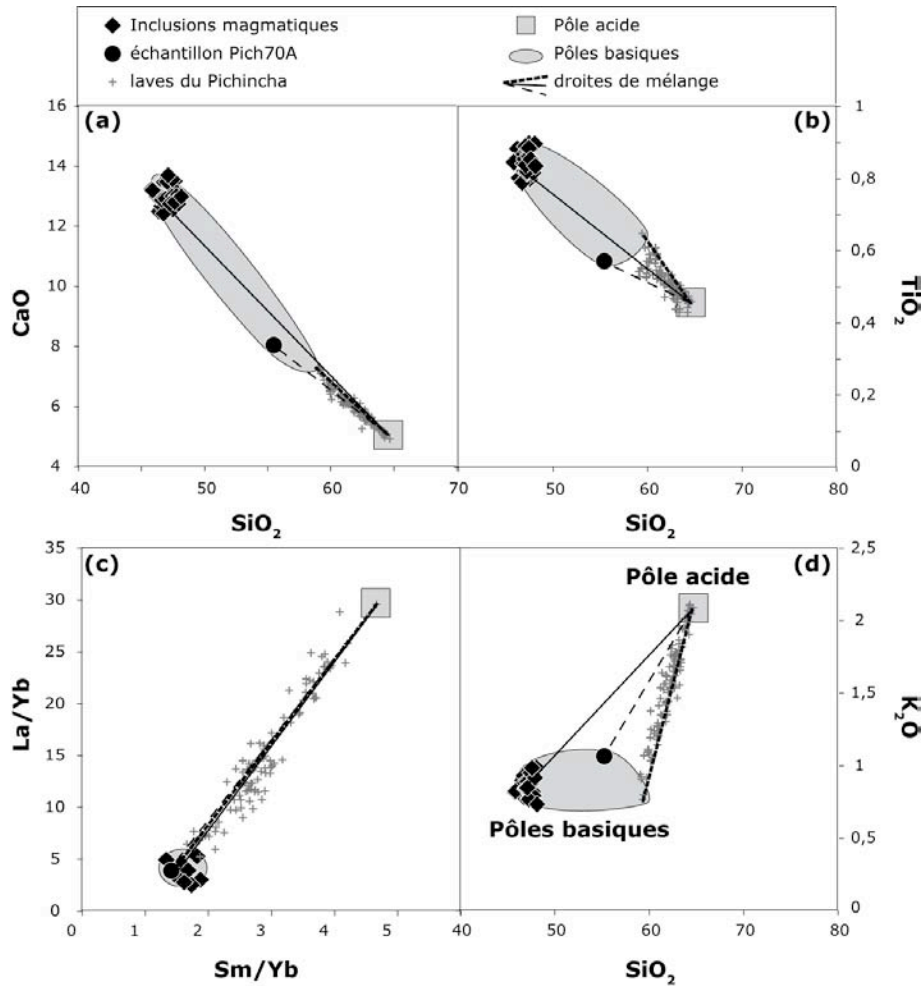 Inclusions magmatiques
échantillon Pich70A
laves du Pichincha
Pôle acide
Pôles basiques
droites de mélange
(a)
16
14
12
10
8
6
4
CaO
40
50
60
70
SiO2
(b)
1
0,8
0,6
0,4
0,2
0
TiO2
50
60
70
80
SiO2
(c)
35
30
25
20
15
10
5
0
La/Yb
0
1
2
3
4
5
Sm/Yb
(d)
Pôle acide
Pôles basiques
2,5
2
1,5
1
0,5
0
K2O
40
50
60
70
80
SiO2